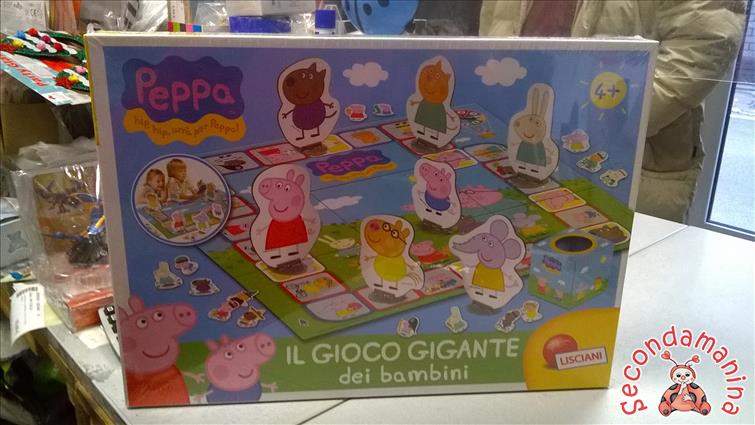 Peppa
hip, hip, urrà per Peppa!
4+
Peppa
IL GIOCO GIGANTE
dei bambini
LISCIANI
Secondamanina